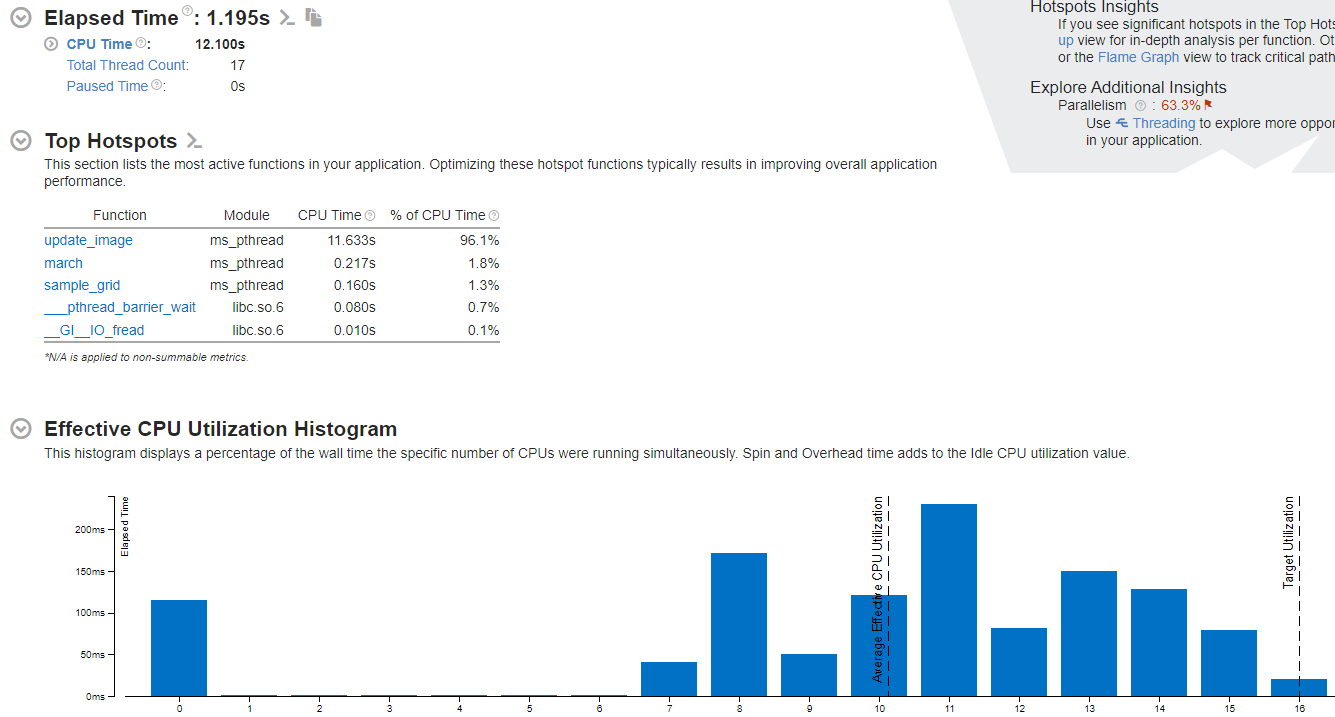 Elapsed Time ?: 1.195s
CPU Time ?: 12.100s
Total Thread Count: 17
Paused Time ?: 0s
Hotspots Insights
If you see significant hotspots in the Top Hots
up view for in-depth analysis per function. Ot
or the Flame Graph view to track critical path
Explore Additional Insights
Parallelism ? : 63.3%
Use Threading to explore more oppor
in your application.
Top Hotspots
This section lists the most active functions in your application. Optimizing these hotspot functions typically results in improving overall application
performance.
Function Module CPU Time ? % of CPU Time ?
update_image ms_pthread 11.633s 96.1%
march ms_pthread 0.217s 1.8%
sample_grid ms_pthread 0.160s 1.3%
___pthread_barrier_wait libc.so.6 0.080s 0.7%
__GI__IO_fread libc.so.6 0.010s 0.1%
*N/A is applied to non-summable metrics.
Effective CPU Utilization Histogram
This histogram displays a percentage of the wall time the specific number of CPUs were running simultaneously. Spin and Overhead time adds to the Idle CPU utilization value.
Elapsed Time
200ms
150ms
100ms
50ms
0ms
Average Effective CPU Utilization
Target Utilization
0 1 2 3 4 5 6 7 8 9 10 11 12 13 14 15 16